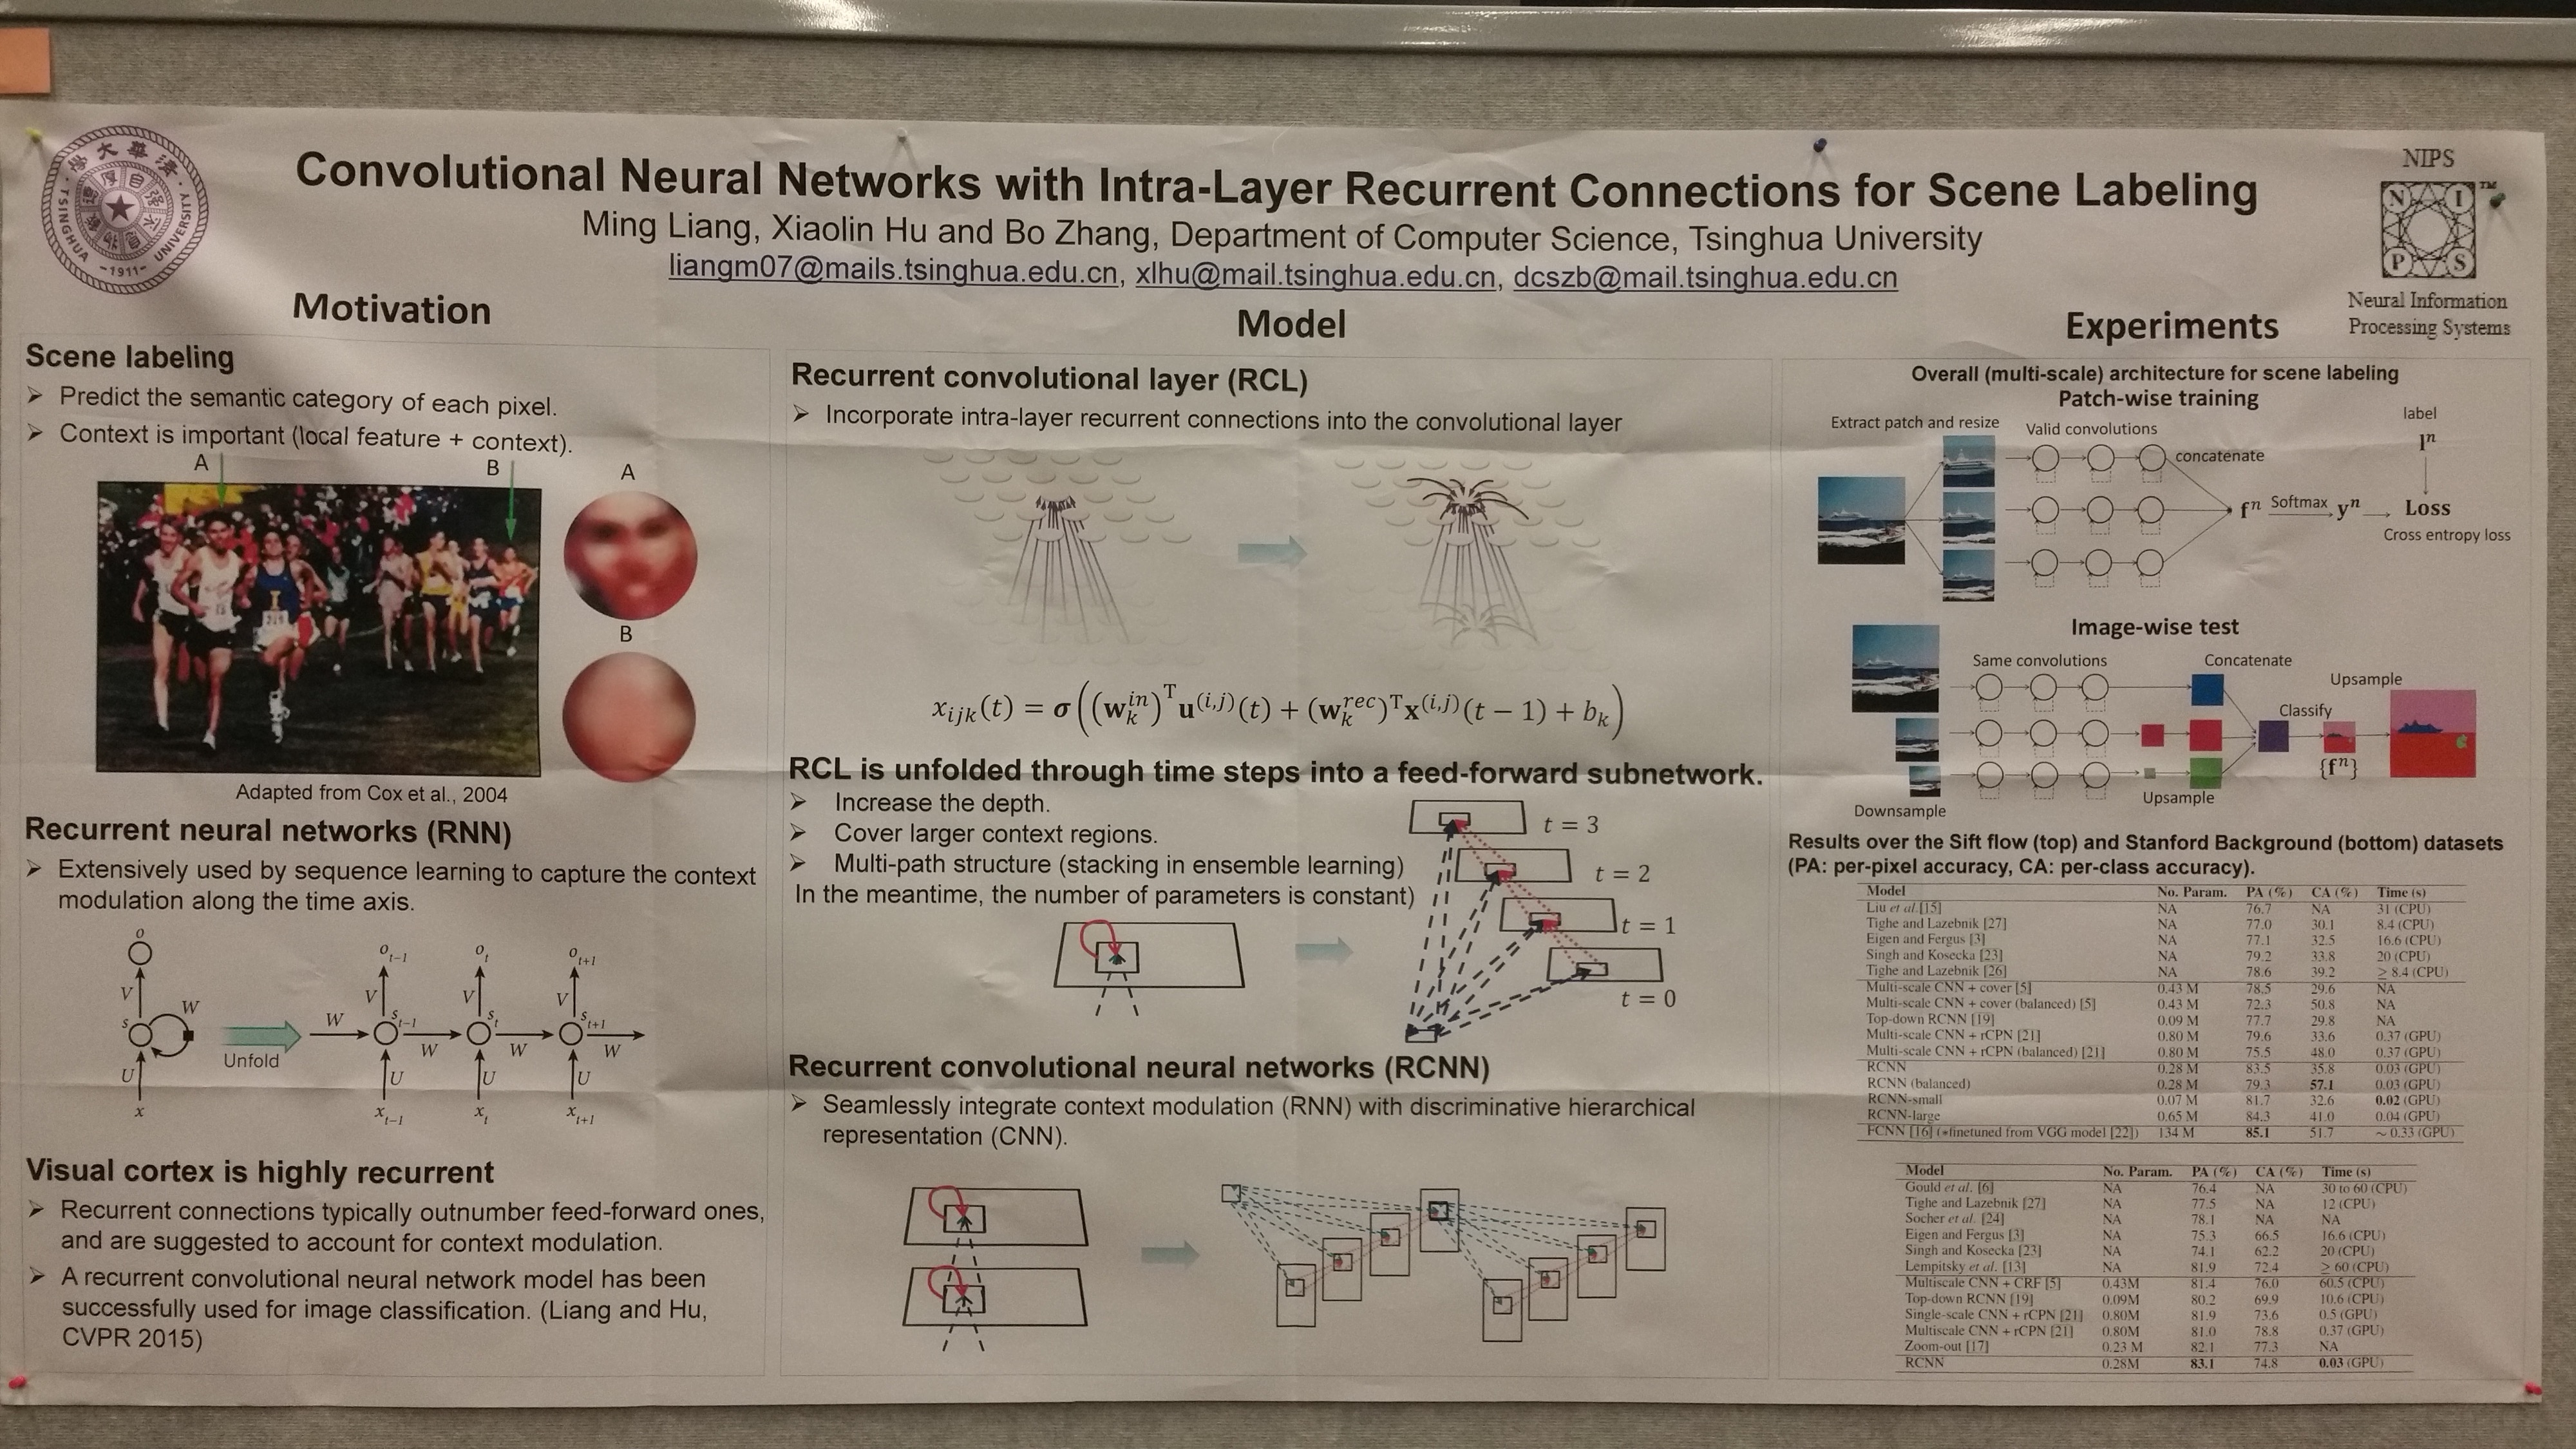 Convolutional Neural Networks with Intra-Layer Recurrent Connections for Scene Labeling
Ming Liang, Xiaolin Hu and Bo Zhang, Department of Computer Science, Tsinghua University
liangm07@mails.tsinghua.edu.cn, xlhu@mail.tsinghua.edu.cn, dcszb@mail.tsinghua.edu.cn
TSINGHUA UNIVERSITY
-1911-
NIPS
N I P S
TM
Neural Information
Processing Systems
Motivation
Scene labeling
➢ Predict the semantic category of each pixel.
➢ Context is important (local feature + context).
A
B
A
B
Adapted from Cox et al., 2004
Recurrent neural networks (RNN)
➢ Extensively used by sequence learning to capture the context
modulation along the time axis.
o
V
s
W
U
x
Unfold
o_{t-1} o_t o_{t+1}
V V V
W s_{t-1} W s_t W s_{t+1} W
U U U
x_{t-1} x_t x_{t+1}
Visual cortex is highly recurrent
➢ Recurrent connections typically outnumber feed-forward ones,
and are suggested to account for context modulation.
➢ A recurrent convolutional neural network model has been
successfully used for image classification. (Liang and Hu,
CVPR 2015)
Model
Recurrent convolutional layer (RCL)
➢ Incorporate intra-layer recurrent connections into the convolutional layer
x_{ijk}(t) = σ((w_k^{in})^T u^{(i,j)}(t) + (w_k^{rec})^T x^{(i,j)}(t − 1) + b_k)
RCL is unfolded through time steps into a feed-forward subnetwork.
➢ Increase the depth.
➢ Cover larger context regions.
➢ Multi-path structure (stacking in ensemble learning)
In the meantime, the number of parameters is constant)
t = 3
t = 2
t = 1
t = 0
Recurrent convolutional neural networks (RCNN)
➢ Seamlessly integrate context modulation (RNN) with discriminative hierarchical
representation (CNN).
Experiments
Overall (multi-scale) architecture for scene labeling
Patch-wise training
Extract patch and resize
Valid convolutions
concatenate
label
l^n
f^n Softmax y^n Loss
Cross entropy loss
Image-wise test
Same convolutions
Concatenate
Upsample
Classify
{f^n}
Upsample
Downsample
Results over the Sift flow (top) and Stanford Background (bottom) datasets
(PA: per-pixel accuracy, CA: per-class accuracy).
Model No. Param. PA (%) CA (%) Time (s)
Liu et al.[15] NA 76.7 NA 31 (CPU)
Tighe and Lazebnik [27] NA 77.0 30.1 8.4 (CPU)
Eigen and Fergus [3] NA 77.1 32.5 16.6 (CPU)
Singh and Kosecka [23] NA 79.2 33.8 20 (CPU)
Tighe and Lazebnik [26] NA 78.6 39.2 ≥ 8.4 (CPU)
Multi-scale CNN + cover [5] 0.43 M 78.5 29.6 NA
Multi-scale CNN + cover (balanced) [5] 0.43 M 72.3 50.8 NA
Top-down RCNN [19] 0.09 M 77.7 29.8 NA
Multi-scale CNN + rCPN [21] 0.80 M 79.6 33.6 0.37 (GPU)
Multi-scale CNN + rCPN (balanced) [21] 0.80 M 75.5 48.0 0.37 (GPU)
RCNN 0.28 M 83.5 35.8 0.03 (GPU)
RCNN (balanced) 0.28 M 79.3 57.1 0.03 (GPU)
RCNN-small 0.07 M 81.7 32.6 0.02 (GPU)
RCNN-large 0.65 M 84.3 41.0 0.04 (GPU)
FCNN [16] (∗finetuned from VGG model [22]) 134 M 85.1 51.7 ∼ 0.33 (GPU)
Model No. Param. PA (%) CA (%) Time (s)
Gould et al. [6] NA 76.4 NA 30 to 60 (CPU)
Tighe and Lazebnik [27] NA 77.5 NA 12 (CPU)
Socher et al. [24] NA 78.1 NA NA
Eigen and Fergus [3] NA 75.3 66.5 16.6 (CPU)
Singh and Kosecka [23] NA 74.1 62.2 20 (CPU)
Lempitsky et al. [13] NA 81.9 72.4 ≥ 60 (CPU)
Multiscale CNN + CRF [5] 0.43M 81.4 76.0 60.5 (CPU)
Top-down RCNN [19] 0.09M 80.2 69.9 10.6 (CPU)
Single-scale CNN + rCPN [21] 0.80M 81.9 73.6 0.5 (GPU)
Multiscale CNN + rCPN [21] 0.80M 81.0 78.8 0.37 (GPU)
Zoom-out [17] 0.23 M 82.1 77.3 NA
RCNN 0.28M 83.1 74.8 0.03 (GPU)